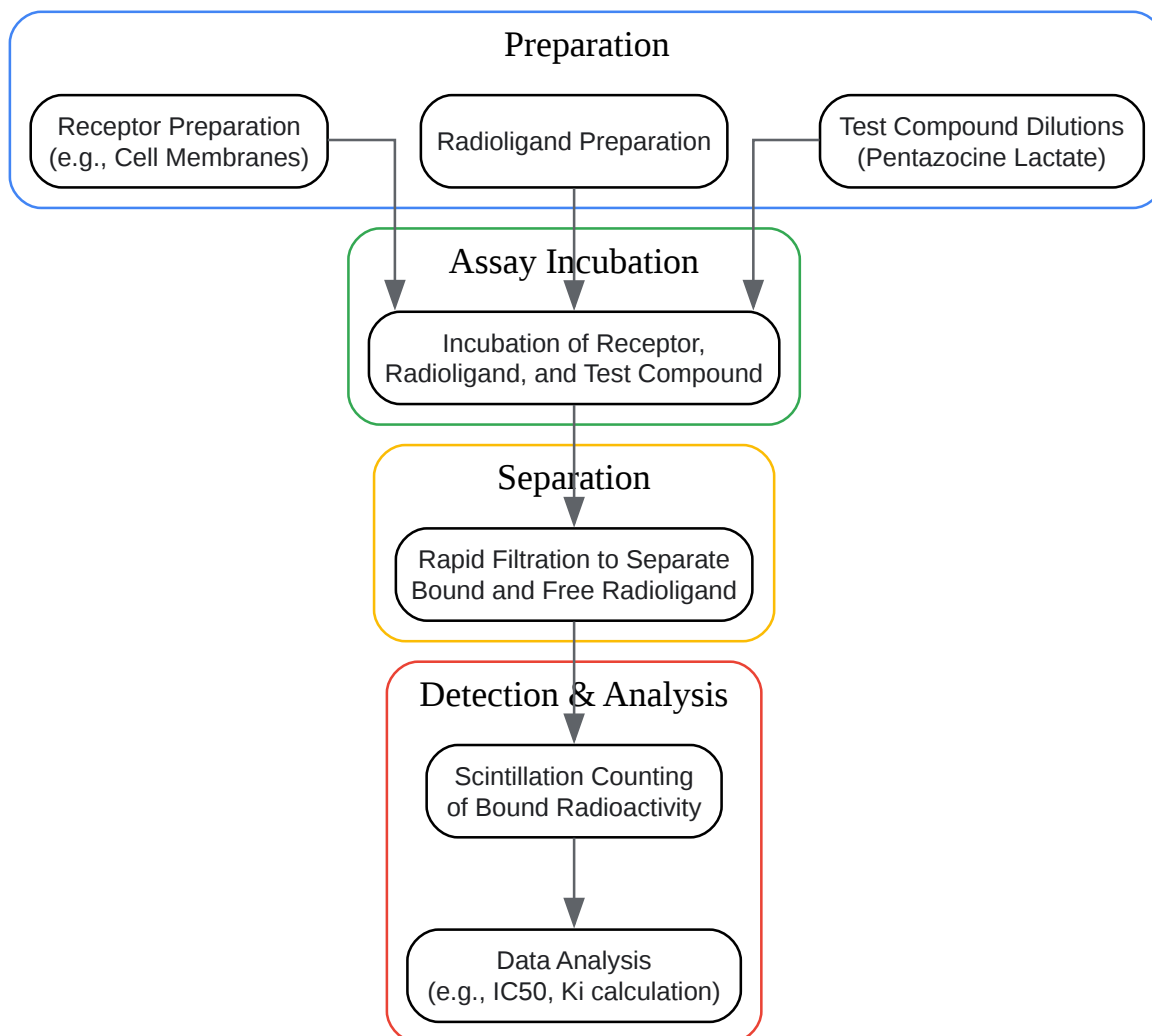 Preparation
Receptor Preparation
(e.g., Cell Membranes)
Radioligand Preparation
Test Compound Dilutions
(Pentazocine Lactate)
Assay Incubation
Incubation of Receptor,
Radioligand, and Test Compound
Separation
Rapid Filtration to Separate
Bound and Free Radioligand
Detection & Analysis
Scintillation Counting
of Bound Radioactivity
Data Analysis
(e.g., IC50, Ki calculation)